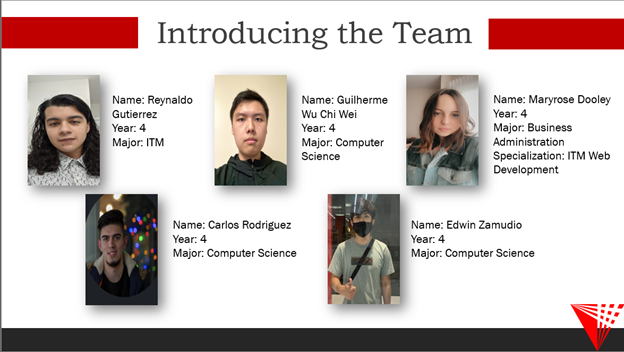 Introducing the Team
Name: Reynaldo
Gutierrez
Year: 4
Major: ITM
Name: Guilherme
Wu Chi Wei
Year: 4
Major: Computer
Science
Name: Maryrose Dooley
Year: 4
Major: Business
Administration
Specialization: ITM Web
Development
Name: Carlos Rodriguez
Year: 4
Major: Computer Science
Name: Edwin Zamudio
Year: 4
Major: Computer Science